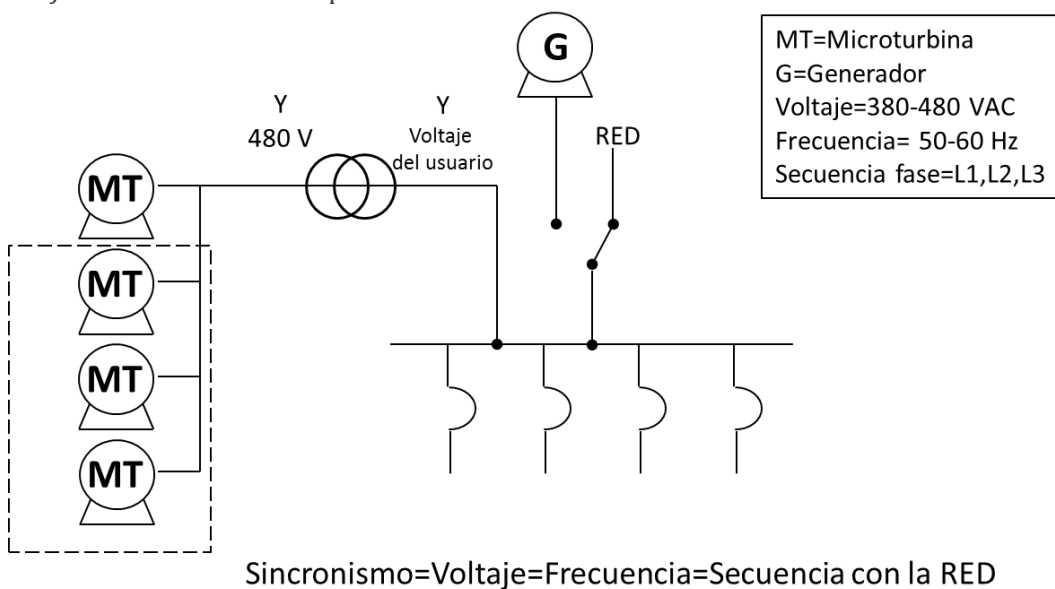 G
MT=Microturbina
G=Generador
Voltaje=380-480 VAC
Frecuencia= 50-60 Hz
Secuencia fase=L1,L2,L3
Y
480 V
Y
Voltaje
del usuario
RED
MT
MT
MT
MT
Sincronismo=Voltaje=Frecuencia=Secuencia con la RED